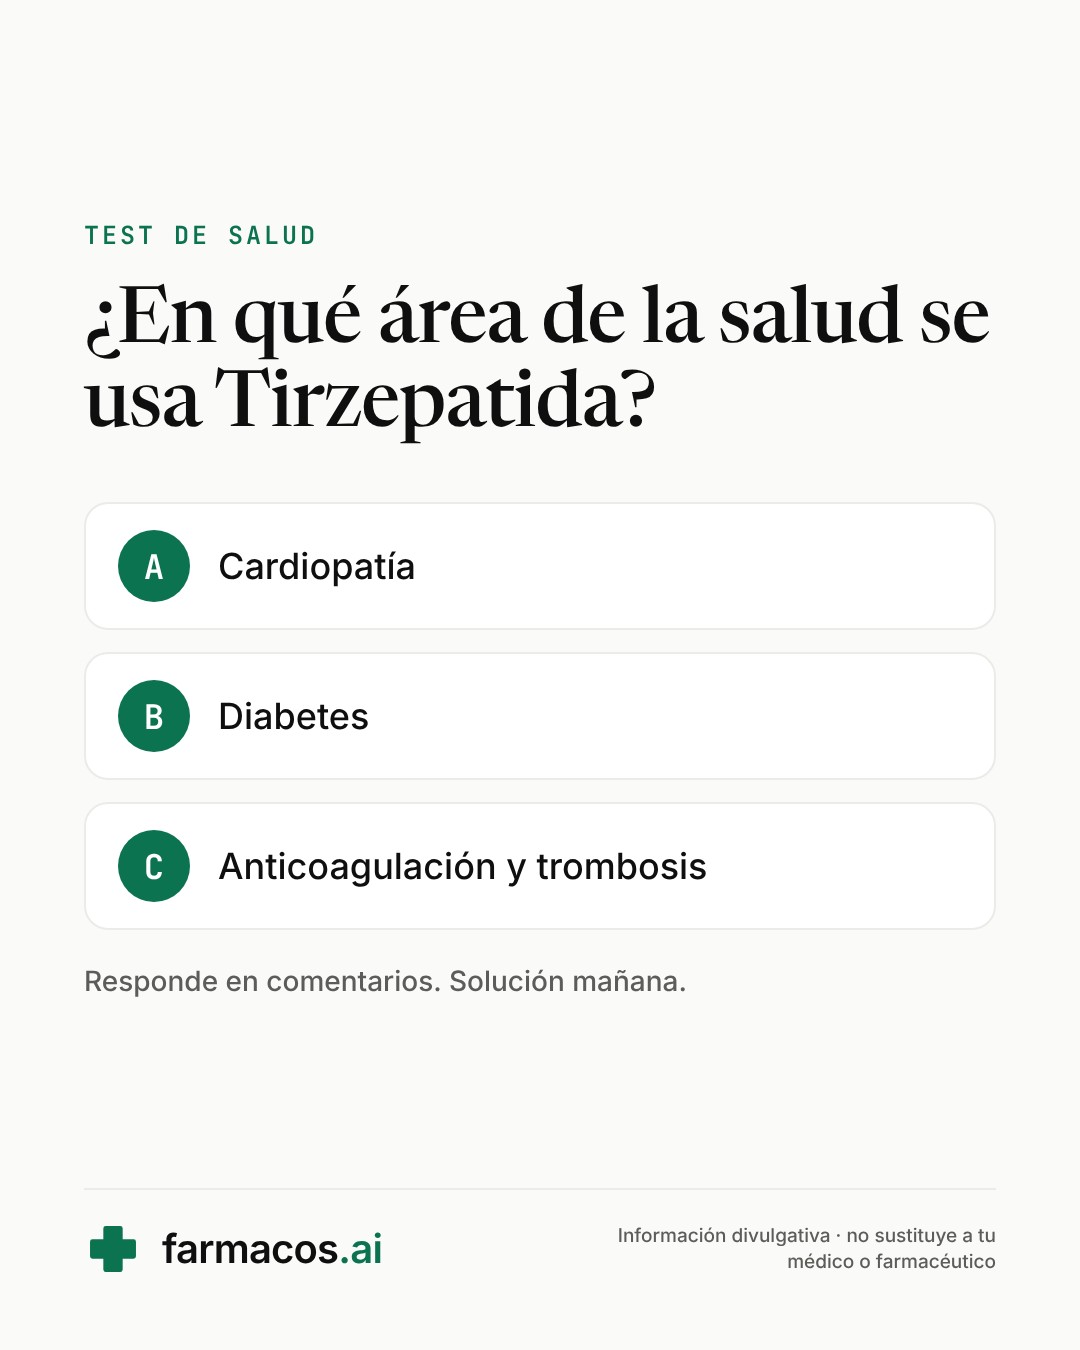 TEST DE SALUD
¿En qué área de la salud se
usa Tirzepatida?
A Cardiopatía
B Diabetes
C Anticoagulación y trombosis
Responde en comentarios. Solución mañana.
farmacos.ai
Información divulgativa · no sustituye a tu
médico o farmacéutico